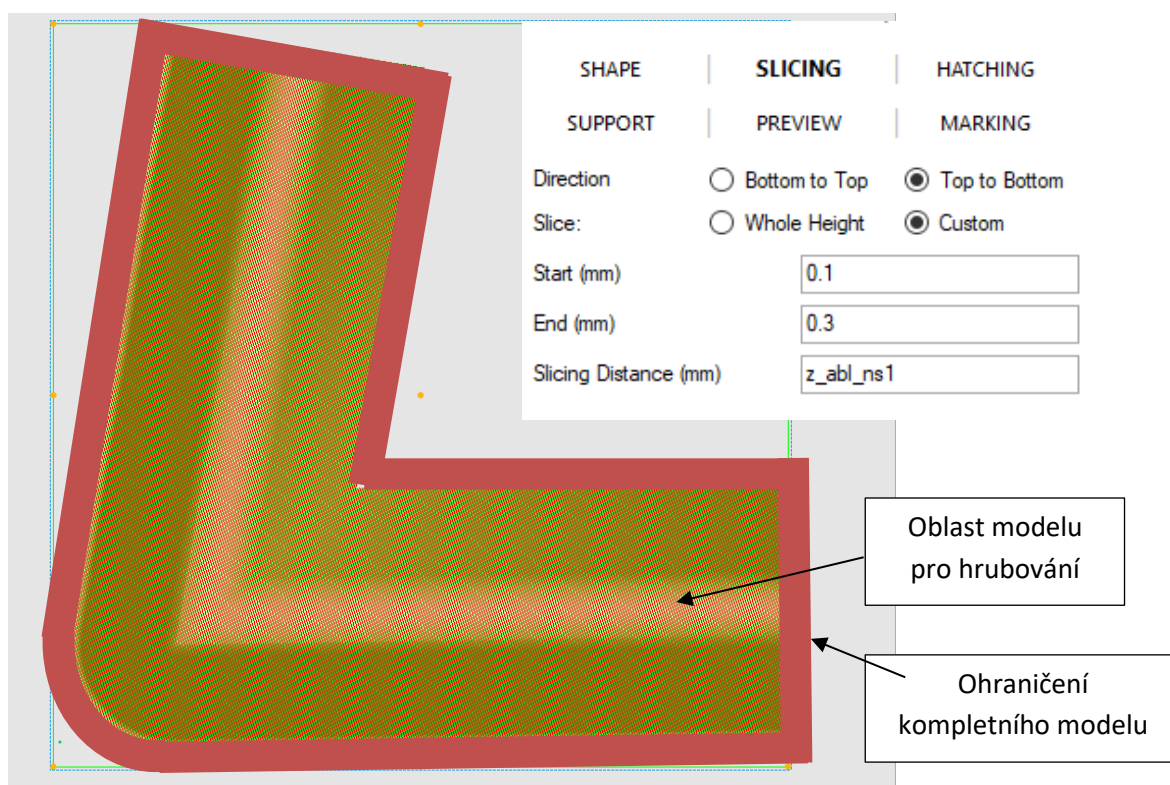 SHAPE | SLICING | HATCHING
SUPPORT | PREVIEW | MARKING
Direction Bottom to Top Top to Bottom
Slice: Whole Height Custom
Start (mm) 0.1
End (mm) 0.3
Slicing Distance (mm) z_abl_ns1
Oblast modelu
pro hrubování
Ohraničení
kompletního modelu